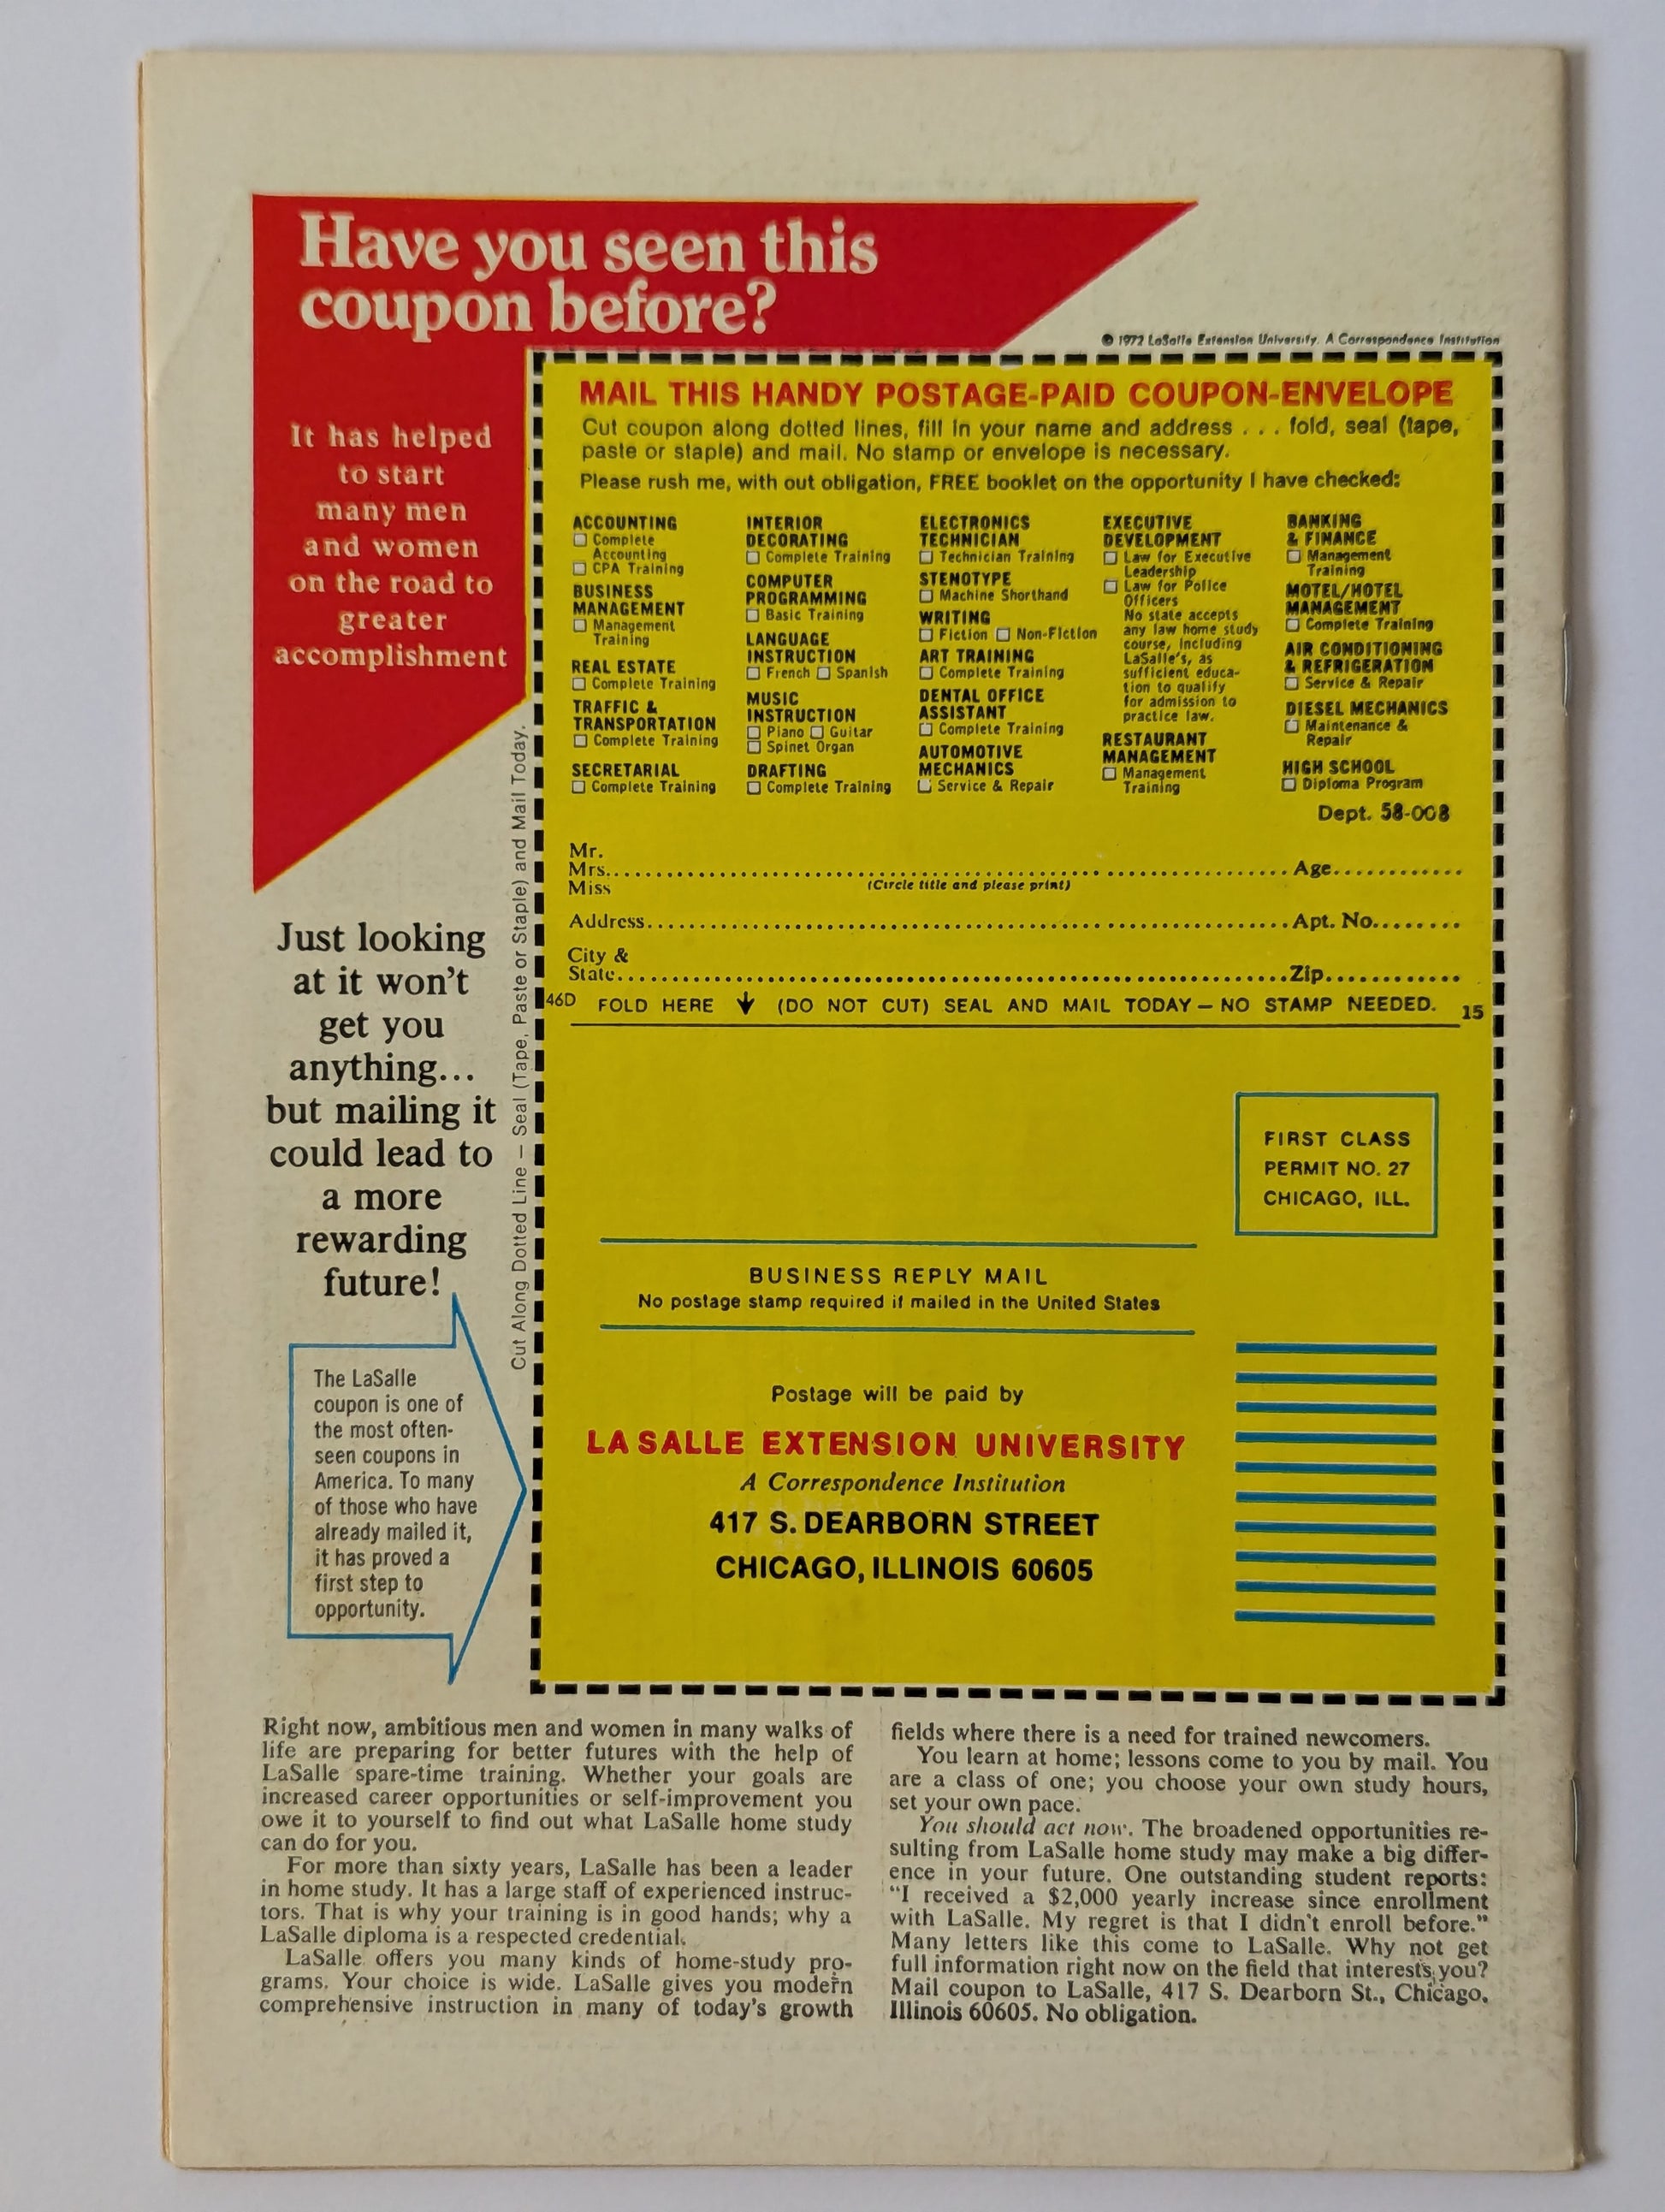 Have you seen this
coupon before?
It has helped
to start
many men
and women
on the road to
greater
accomplishment
© 1972 LaSalle Extension University. A Correspondence Institution
MAIL THIS HANDY POSTAGE-PAID COUPON-ENVELOPE
Cut coupon along dotted lines, fill in your name and address . . . fold, seal (tape,
paste or staple) and mail. No stamp or envelope is necessary.
Please rush me, with out obligation, FREE booklet on the opportunity I have checked:
ACCOUNTING
☐ Complete
Accounting
☐ CPA Training
BUSINESS
MANAGEMENT
☐ Management
Training
REAL ESTATE
☐ Complete Training
TRAFFIC &
TRANSPORTATION
☐ Complete Training
SECRETARIAL
☐ Complete Training
INTERIOR
DECORATING
☐ Complete Training
COMPUTER
PROGRAMMING
☐ Basic Training
LANGUAGE
INSTRUCTION
☐ French ☐ Spanish
MUSIC
INSTRUCTION
☐ Piano ☐ Guitar
☐ Spinet Organ
DRAFTING
☐ Complete Training
ELECTRONICS
TECHNICIAN
☐ Technician Training
STENOTYPE
☐ Machine Shorthand
WRITING
☐ Fiction ☐ Non-Fiction
ART TRAINING
☐ Complete Training
DENTAL OFFICE
ASSISTANT
☐ Complete Training
AUTOMOTIVE
MECHANICS
☐ Service & Repair
EXECUTIVE
DEVELOPMENT
☐ Law for Executive
Leadership
☐ Law for Police
Officers
No state accepts
any law home study
course, including
LaSalle's, as
sufficient educa-
tion to qualify
for admission to
practice law.
RESTAURANT
MANAGEMENT
☐ Management
Training
BANKING
& FINANCE
☐ Management
Training
MOTEL/HOTEL
MANAGEMENT
☐ Complete Training
AIR CONDITIONING
& REFRIGERATION
☐ Service & Repair
DIESEL MECHANICS
☐ Maintenance &
Repair
HIGH SCHOOL
☐ Diploma Program
Dept. 58-008
Mr.
Mrs. Age
Miss (Circle title and please print)
Address Apt. No.
City &
State Zip
46D FOLD HERE ↓ (DO NOT CUT) SEAL AND MAIL TODAY — NO STAMP NEEDED. 15
Cut Along Dotted Line — Seal (Tape, Paste or Staple) and Mail Today.
Just looking
at it won't
get you
anything...
but mailing it
could lead to
a more
rewarding
future!
The LaSalle
coupon is one of
the most often-
seen coupons in
America. To many
of those who have
already mailed it,
it has proved a
first step to
opportunity.
FIRST CLASS
PERMIT NO. 27
CHICAGO, ILL.
BUSINESS REPLY MAIL
No postage stamp required if mailed in the United States
Postage will be paid by
LA SALLE EXTENSION UNIVERSITY
A Correspondence Institution
417 S. DEARBORN STREET
CHICAGO, ILLINOIS 60605
Right now, ambitious men and women in many walks of
life are preparing for better futures with the help of
LaSalle spare-time training. Whether your goals are
increased career opportunities or self-improvement you
owe it to yourself to find out what LaSalle home study
can do for you.
For more than sixty years, LaSalle has been a leader
in home study. It has a large staff of experienced instruc-
tors. That is why your training is in good hands; why a
LaSalle diploma is a respected credential.
LaSalle offers you many kinds of home-study pro-
grams. Your choice is wide. LaSalle gives you modern
comprehensive instruction in many of today's growth
fields where there is a need for trained newcomers.
You learn at home; lessons come to you by mail. You
are a class of one; you choose your own study hours,
set your own pace.
You should act now. The broadened opportunities re-
sulting from LaSalle home study may make a big differ-
ence in your future. One outstanding student reports:
"I received a $2,000 yearly increase since enrollment
with LaSalle. My regret is that I didn't enroll before."
Many letters like this come to LaSalle. Why not get
full information right now on the field that interests you?
Mail coupon to LaSalle, 417 S. Dearborn St., Chicago,
Illinois 60605. No obligation.